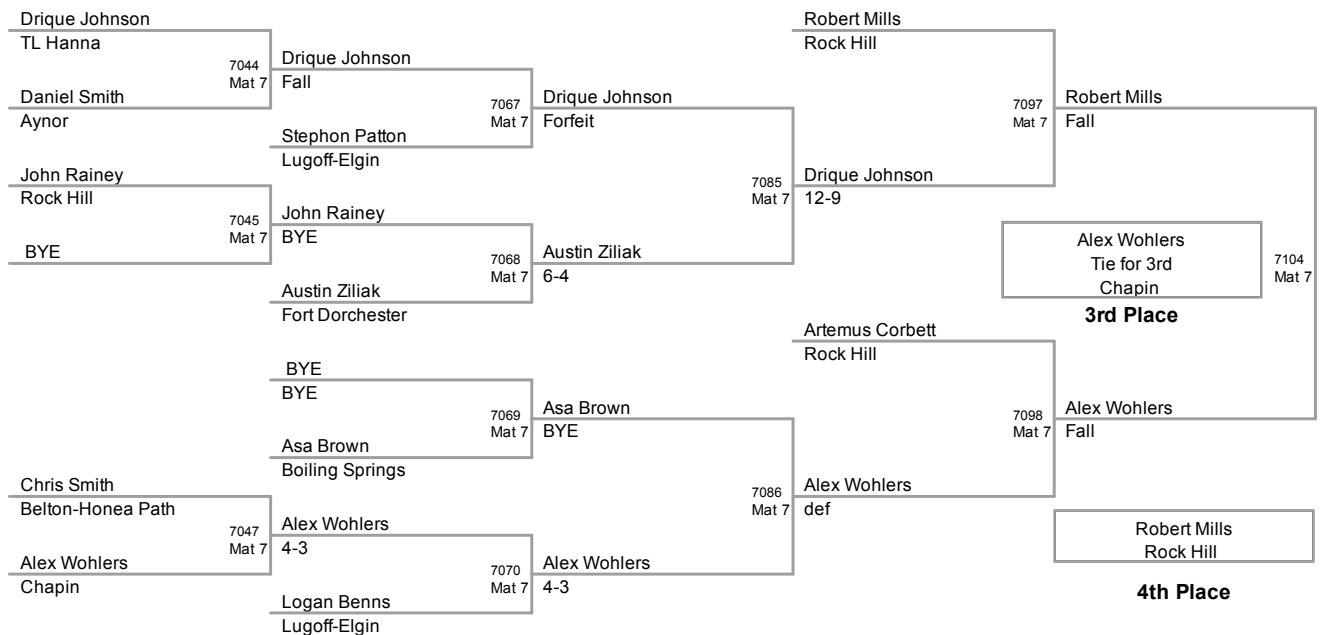 Drique Johnson
TL Hanna
7044
Mat 7
Daniel Smith
Aynor
John Rainey
Rock Hill
7045
Mat 7
BYE
Chris Smith
Belton-Honea Path
7047
Mat 7
Alex Wohlers
Chapin
Drique Johnson
Fall
7067
Mat 7
Stephon Patton
Lugoff-Elgin
John Rainey
BYE
7068
Mat 7
Austin Ziliak
Fort Dorchester
BYE
BYE
7069
Mat 7
Asa Brown
Boiling Springs
Alex Wohlers
4-3
7070
Mat 7
Logan Benns
Lugoff-Elgin
Drique Johnson
Forfeit
7085
Mat 7
Austin Ziliak
6-4
Asa Brown
BYE
7086
Mat 7
Alex Wohlers
4-3
Robert Mills
Rock Hill
7097
Mat 7
Drique Johnson
12-9
Artemus Corbett
Rock Hill
7098
Mat 7
Alex Wohlers
def
Robert Mills
Fall
Alex Wohlers
Tie for 3rd
Chapin
3rd Place
7104
Mat 7
Alex Wohlers
Fall
Robert Mills
Rock Hill
4th Place